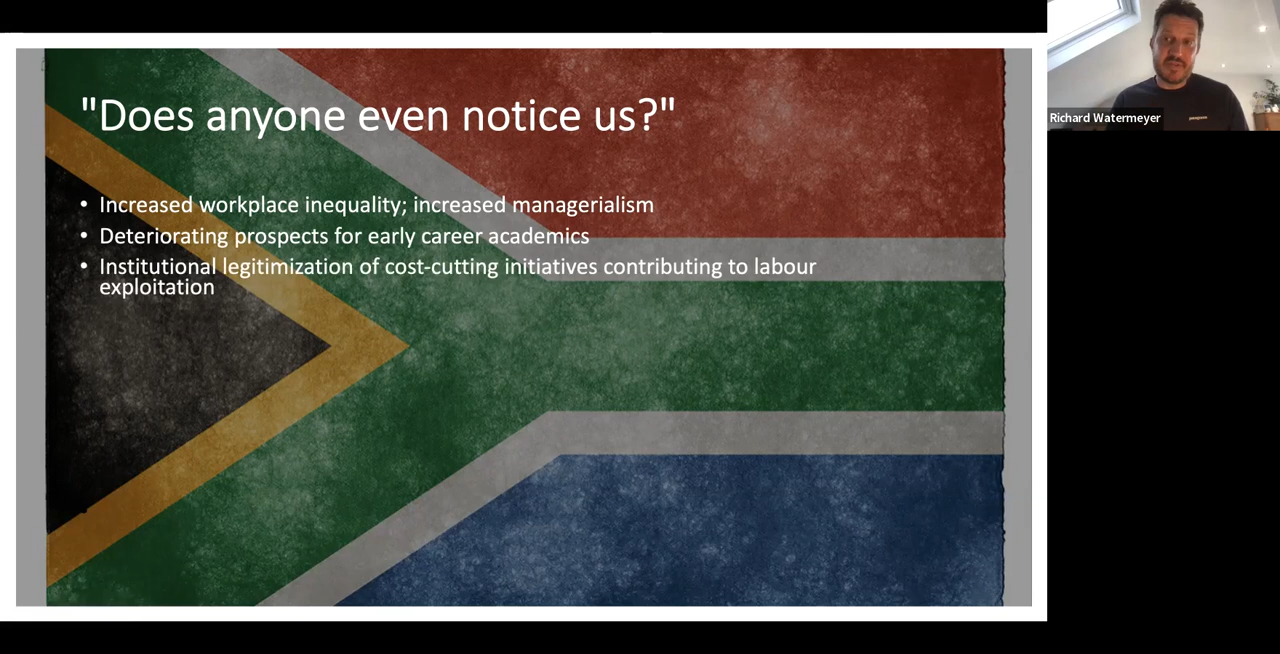 "Does anyone even notice us?"
• Increased workplace inequality; increased managerialism
• Deteriorating prospects for early career academics
• Institutional legitimization of cost-cutting initiatives contributing to labour
exploitation
Richard Watermeyer